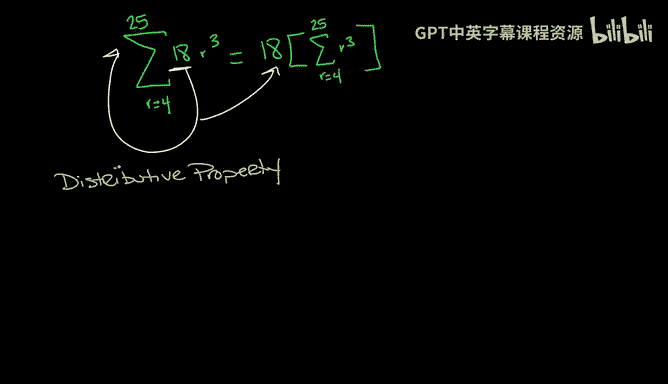 GPT中英字幕课程资源 bilibili
25 25
∑ 18 r³ = 18 [ ∑ r³ ]
r=4 r=4
Distributive Property